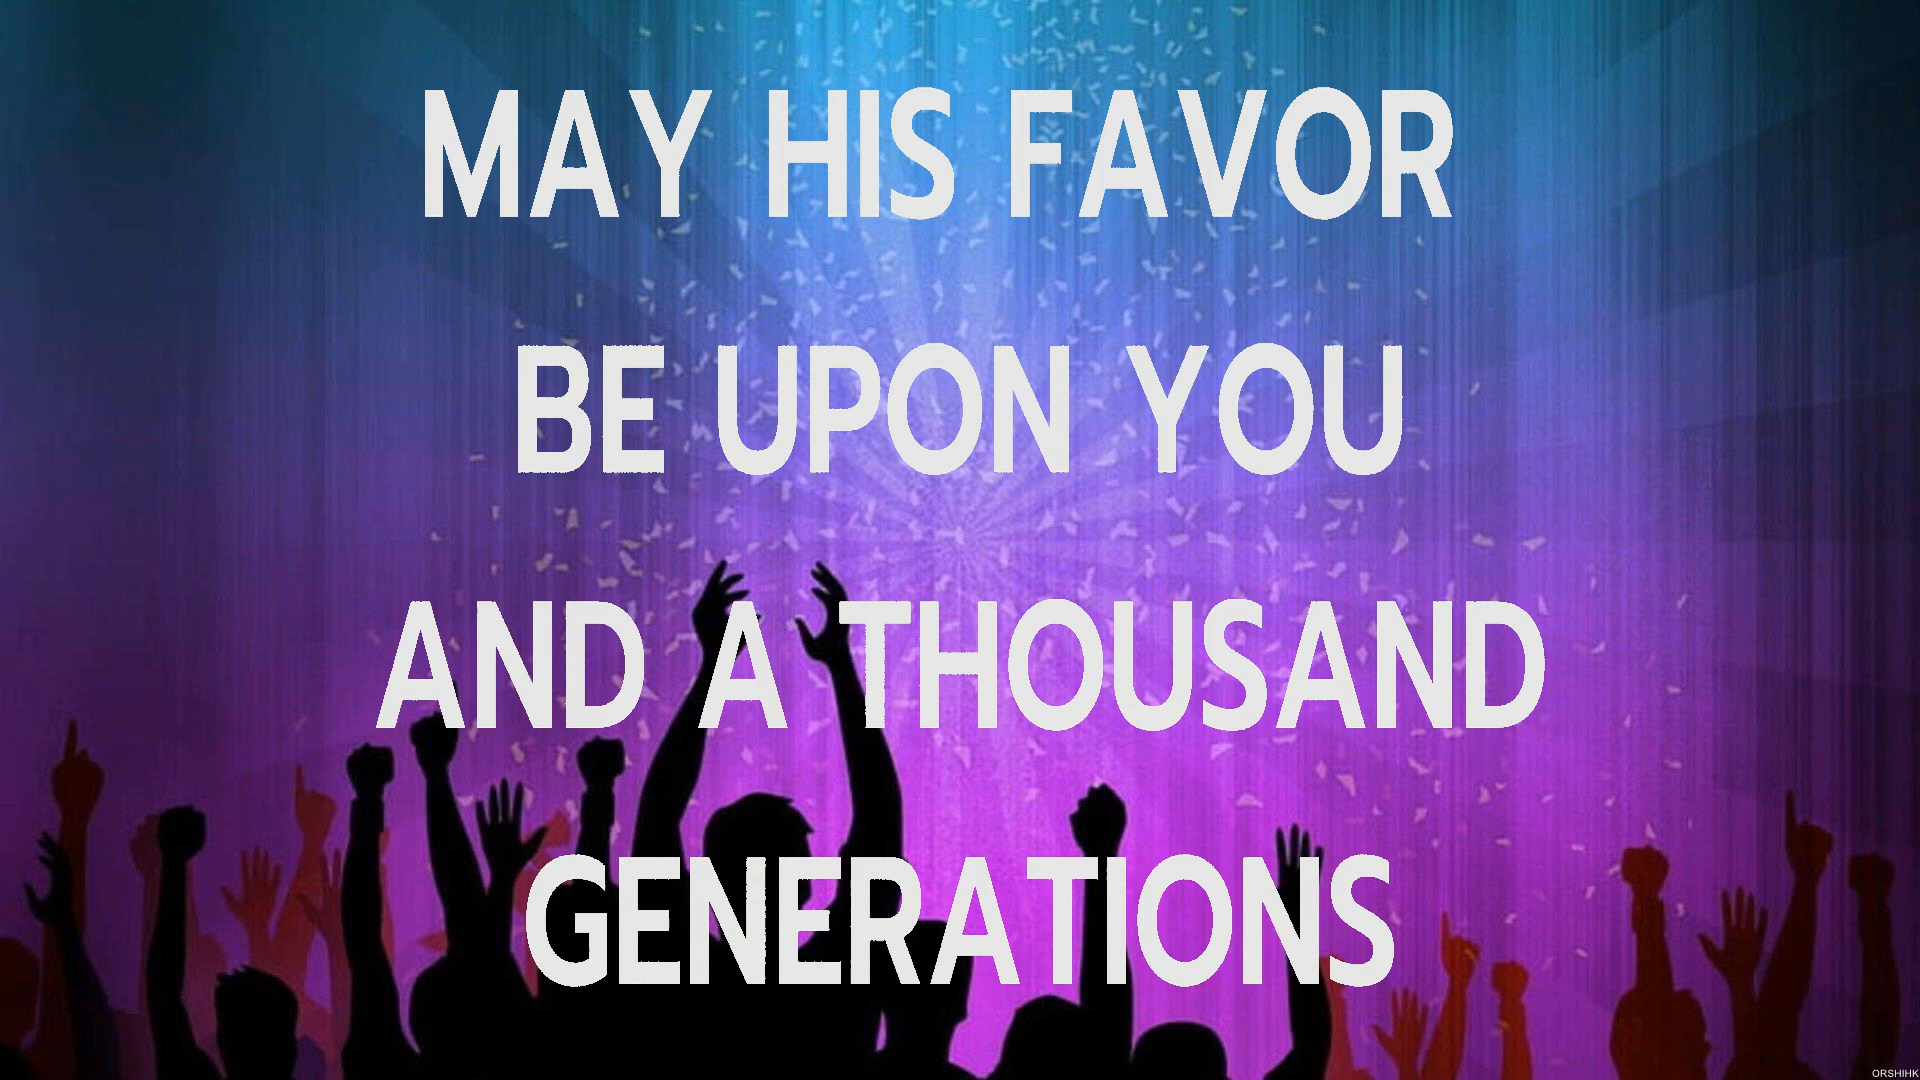 MAY HIS FAVOR
BE UPON YOU
AND A THOUSAND
GENERATIONS
ORSHIHK